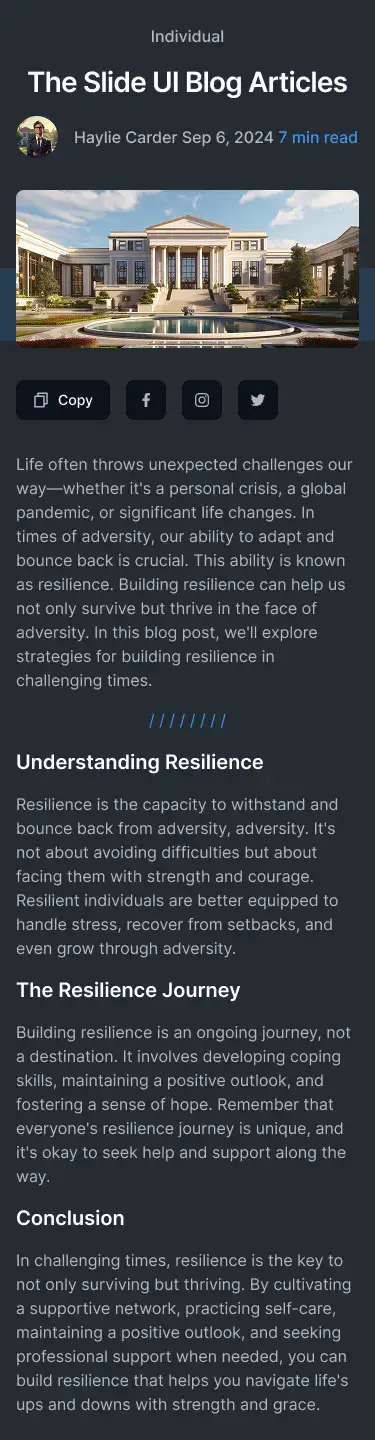 Individual
The Slide UI Blog Articles
Haylie Carder Sep 6, 2024 7 min read
Copy
Life often throws unexpected challenges our
way—whether it's a personal crisis, a global
pandemic, or significant life changes. In
times of adversity, our ability to adapt and
bounce back is crucial. This ability is known
as resilience. Building resilience can help us
not only survive but thrive in the face of
adversity. In this blog post, we'll explore
strategies for building resilience in
challenging times.
/ / / / / / / /
Understanding Resilience
Resilience is the capacity to withstand and
bounce back from adversity, adversity. It's
not about avoiding difficulties but about
facing them with strength and courage.
Resilient individuals are better equipped to
handle stress, recover from setbacks, and
even grow through adversity.
The Resilience Journey
Building resilience is an ongoing journey, not
a destination. It involves developing coping
skills, maintaining a positive outlook, and
fostering a sense of hope. Remember that
everyone's resilience journey is unique, and
it's okay to seek help and support along the
way.
Conclusion
In challenging times, resilience is the key to
not only surviving but thriving. By cultivating
a supportive network, practicing self-care,
maintaining a positive outlook, and seeking
professional support when needed, you can
build resilience that helps you navigate life's
ups and downs with strength and grace.